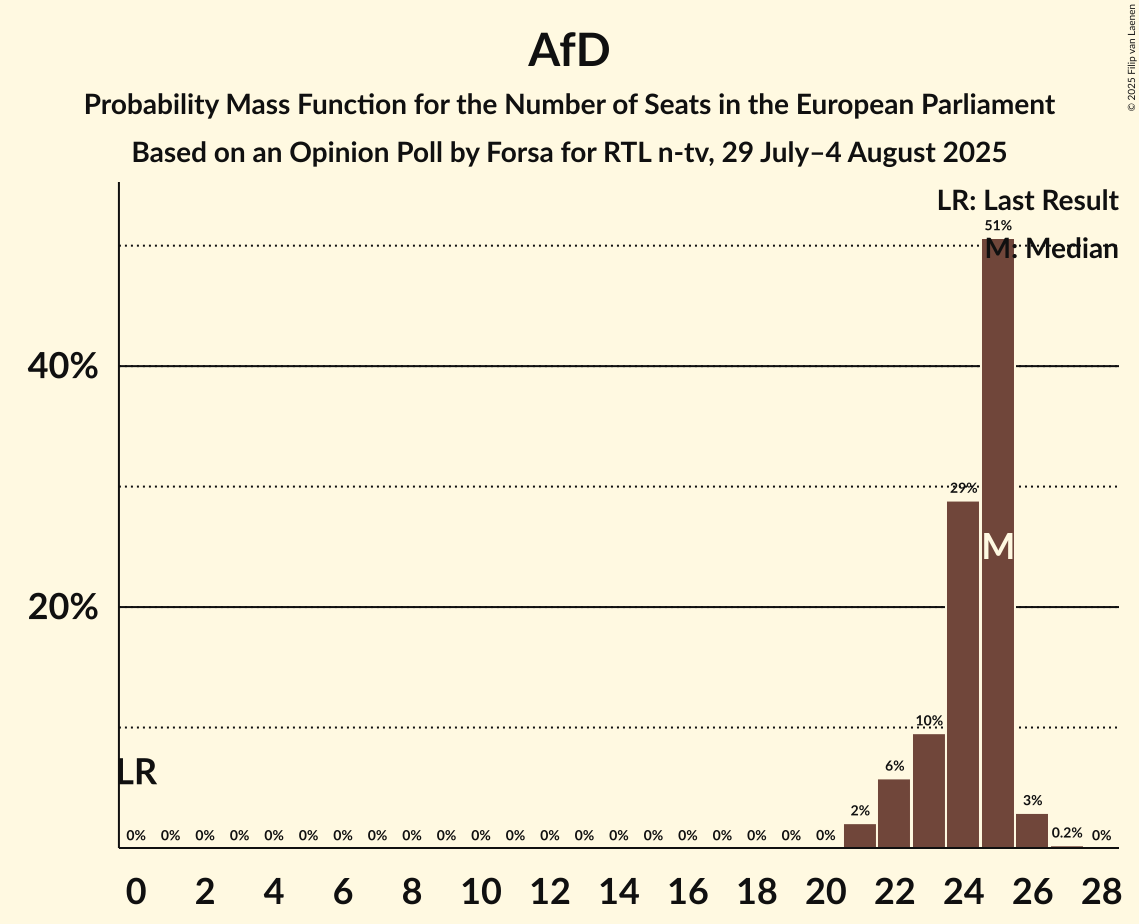 © 2025 Filip van Laenen
AfD
Probability Mass Function for the Number of Seats in the European Parliament
Based on an Opinion Poll by Forsa for RTL n-tv, 29 July–4 August 2025
LR: Last Result
51%
M: Median
40%
29%
M
20%
10%
LR
6%
2%
3%
0% 0% 0% 0% 0% 0% 0% 0% 0% 0% 0% 0% 0% 0% 0% 0% 0% 0% 0% 0% 0% 0.2% 0%
0 2 4 6 8 10 12 14 16 18 20 22 24 26 28